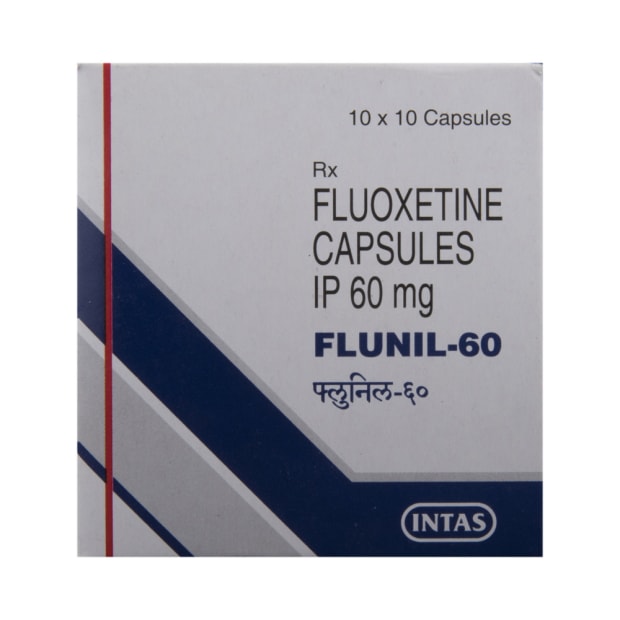 10 x 10 Capsules
Rx
FLUOXETINE
CAPSULES
IP 60 mg
FLUNIL-60
फ्लुनिल-६०
INTAS